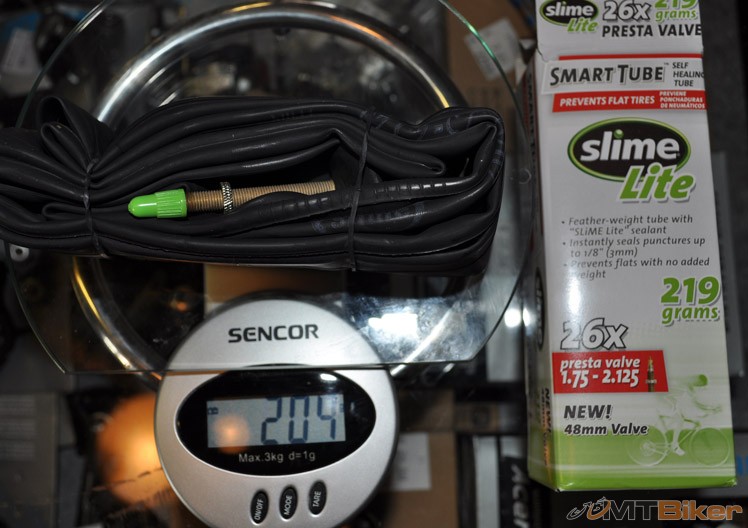 slime
Lite
26x 219
grams
PRESTA VALVE
SMART TUBE™ SELF
HEALING
TUBE
PREVENTS FLAT TIRES PREVIENE
PONCHADURAS
DE NEUMÁTICOS
slime
Lite
• Feather-weight tube with
"SLiME Lite" sealant
• Instantly seals punctures up
to 1/8" (3mm)
• Prevents flats with no added
weight
219
grams
26x
presta valve
1.75 - 2.125
NEW!
48mm Valve
SENCOR
204
Max.3kg d=1g
ON/OFF
MODE
TARE
MTBiker